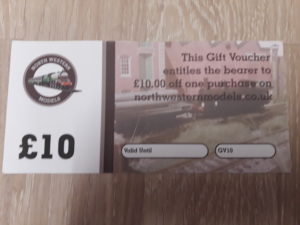 NORTH WESTERN
MODELS
£10
This Gift Voucher
entitles the bearer to
£10.00 off one purchase on
northwesternmodels.co.uk
Valid Until
GV10